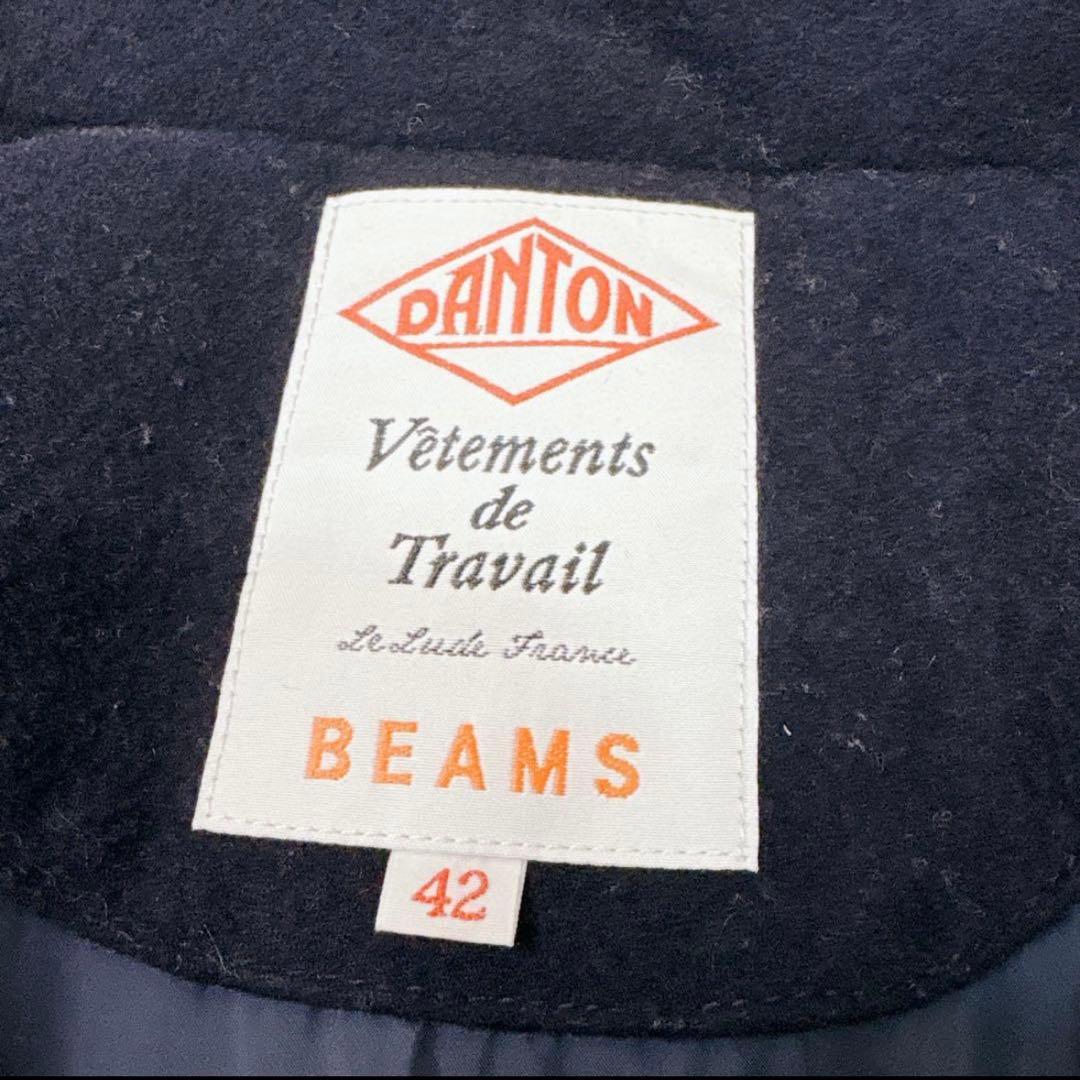 DANTON
Vêtements
de
Travail
Le Lude France
BEAMS
42